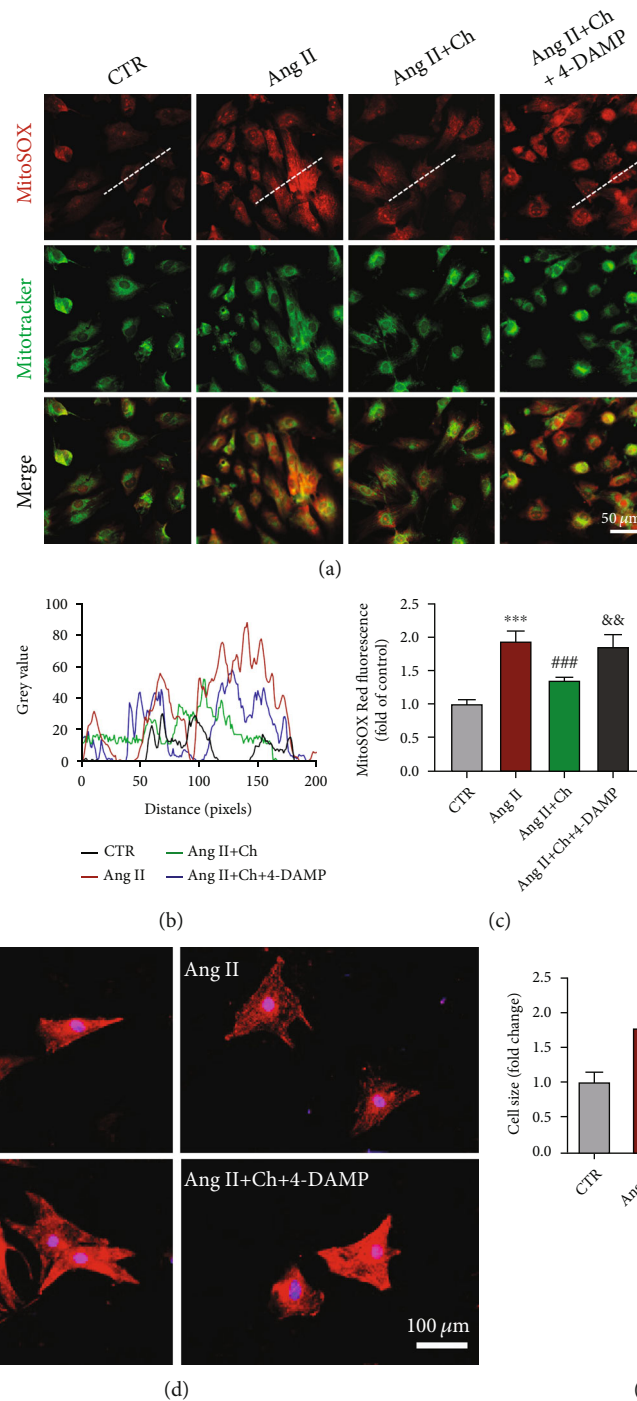 CTR
Ang II
Ang II+Ch
Ang II+Ch
+ 4-DAMP
MitoSOX
Mitotracker
Merge
50 μm
(a)
100
80
60
40
20
0
Grey value
0
50
100
150
200
Distance (pixels)
CTR
Ang II+Ch
Ang II
Ang II+Ch+4-DAMP
(b)
2.5
2.0
1.5
1.0
0.5
0.0
MitoSOX Red fluorescence
(fold of control)
***
###
&&
CTR
Ang II
Ang II+Ch
Ang II+Ch+4-DAMP
(c)
Ang II
Ang II+Ch+4-DAMP
100 μm
(d)
2.5
2.0
1.5
1.0
0.5
0.0
Cell size (fold change)
CTR
Ang
(